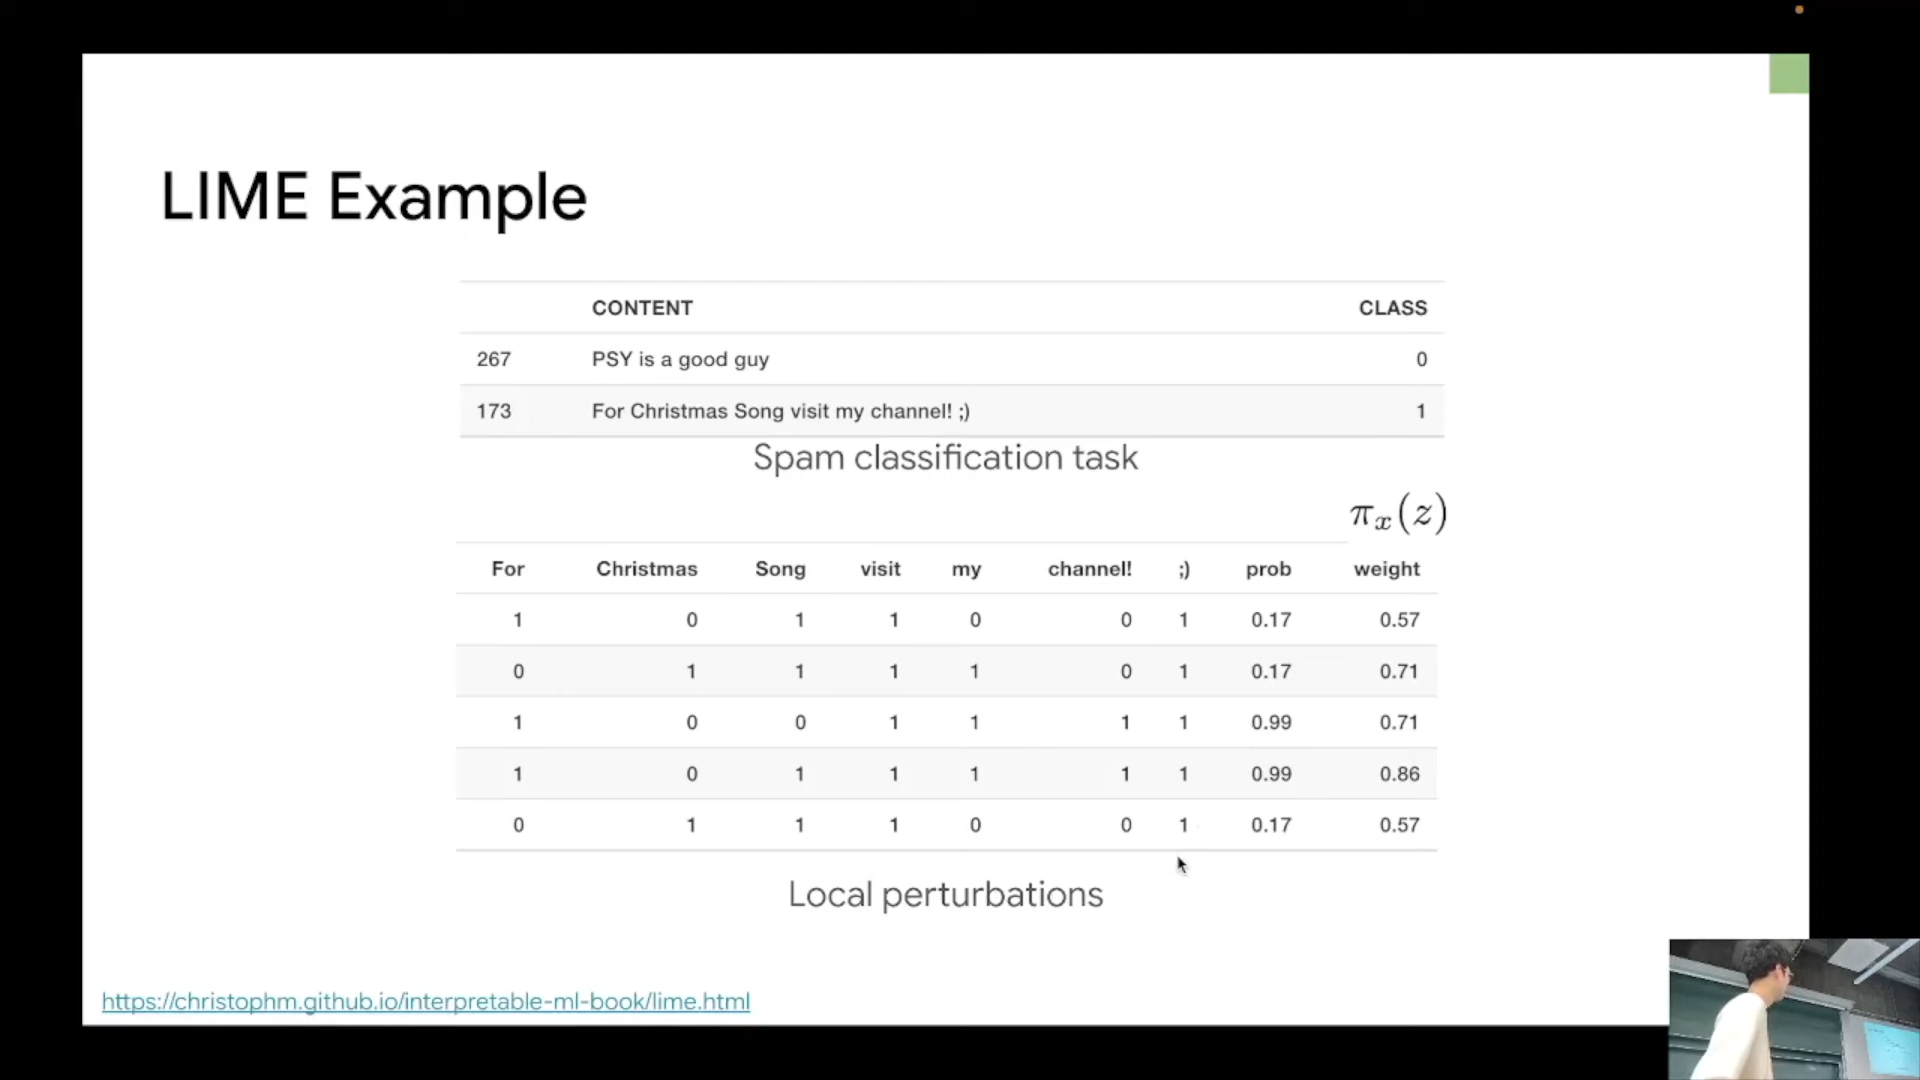 LIME Example
CONTENT CLASS
267 PSY is a good guy 0
173 For Christmas Song visit my channel! ;) 1
Spam classification task
πₓ(z)
For Christmas Song visit my channel! ;) prob weight
1 0 1 1 0 0 1 0.17 0.57
0 1 1 1 1 0 1 0.17 0.71
1 0 0 1 1 1 1 0.99 0.71
1 0 1 1 1 1 1 0.99 0.86
0 1 1 1 0 0 1 0.17 0.57
Local perturbations
https://christophm.github.io/interpretable-ml-book/lime.html